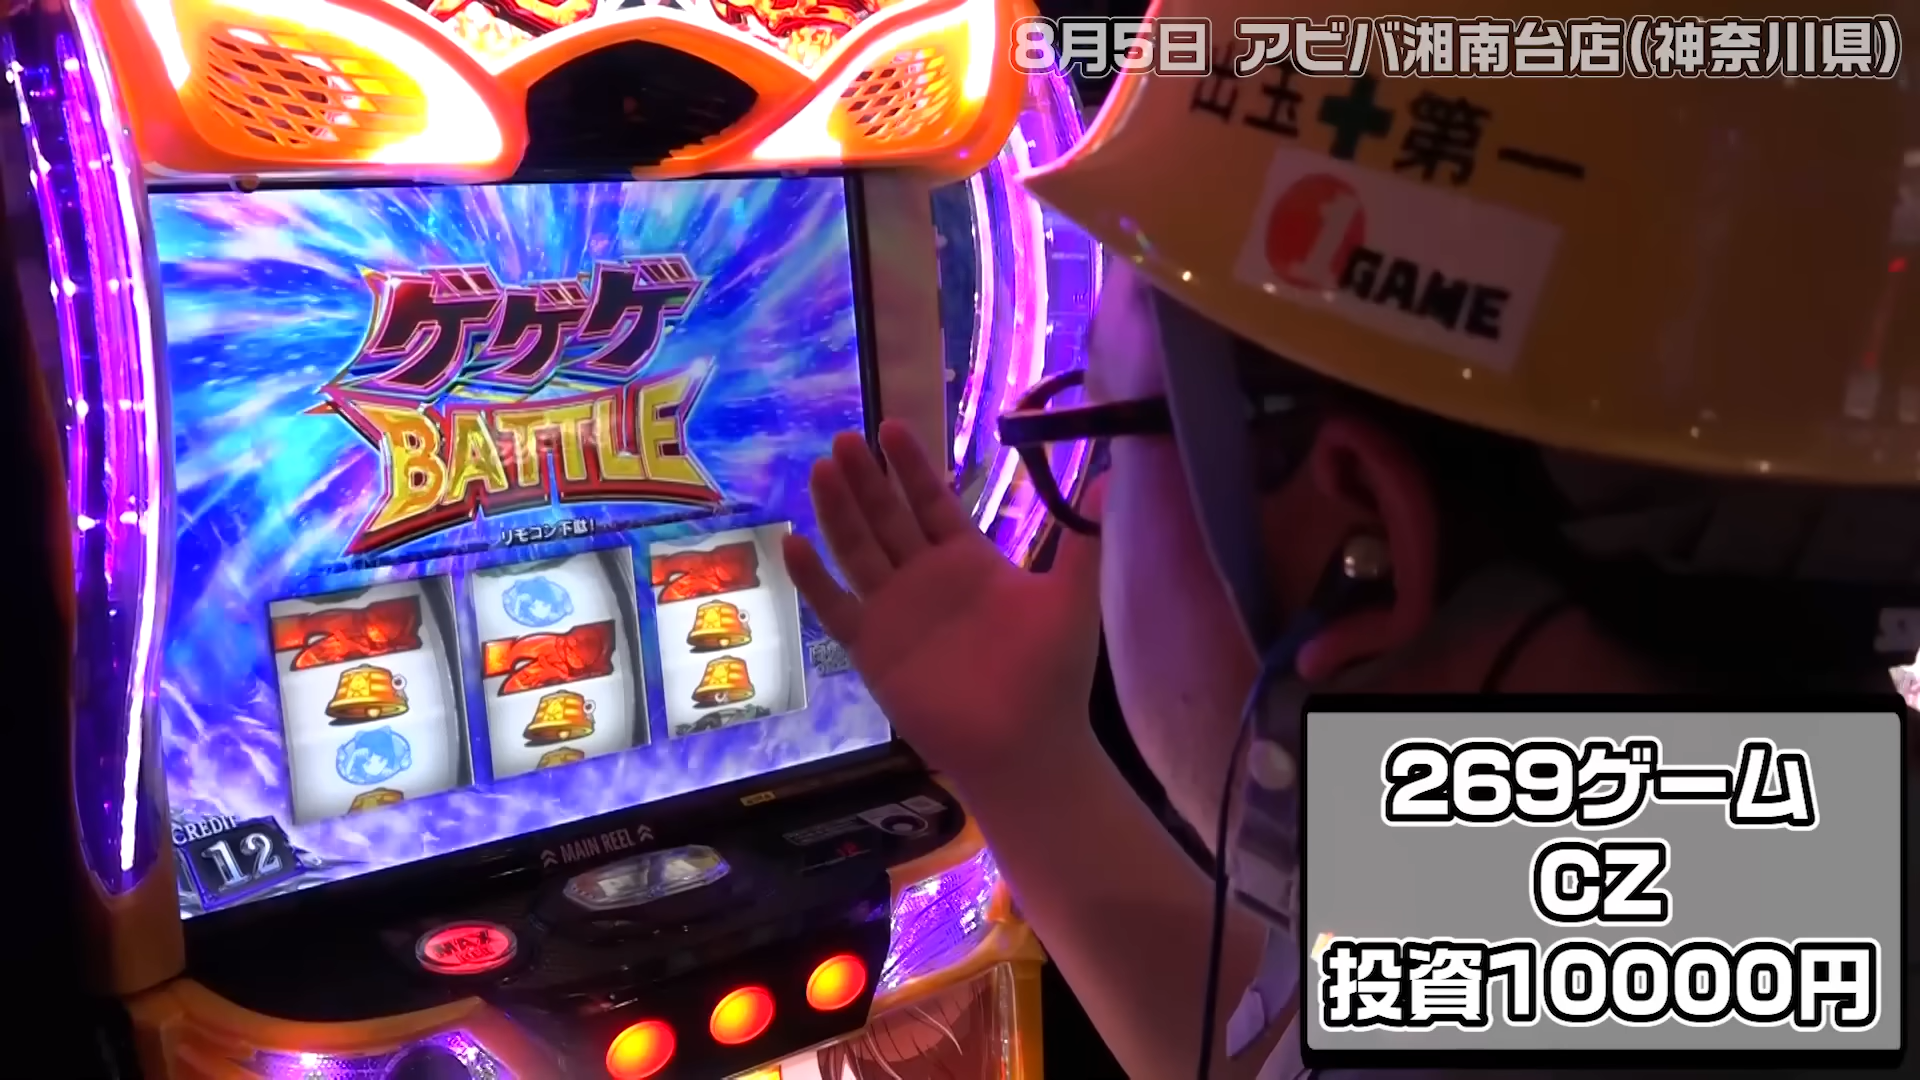 8月5日 アビバ湘南台店(神奈川県)
出玉✚第一
1GAME
ゲゲゲ
BATTLE
リモコン下駄!
CREDIT
12
MAIN REEL
MAX
269ゲーム
CZ
投資10000円